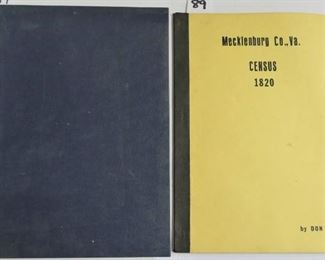 89
Mecklenburg Co.,Va.
CENSUS
1820
by DON